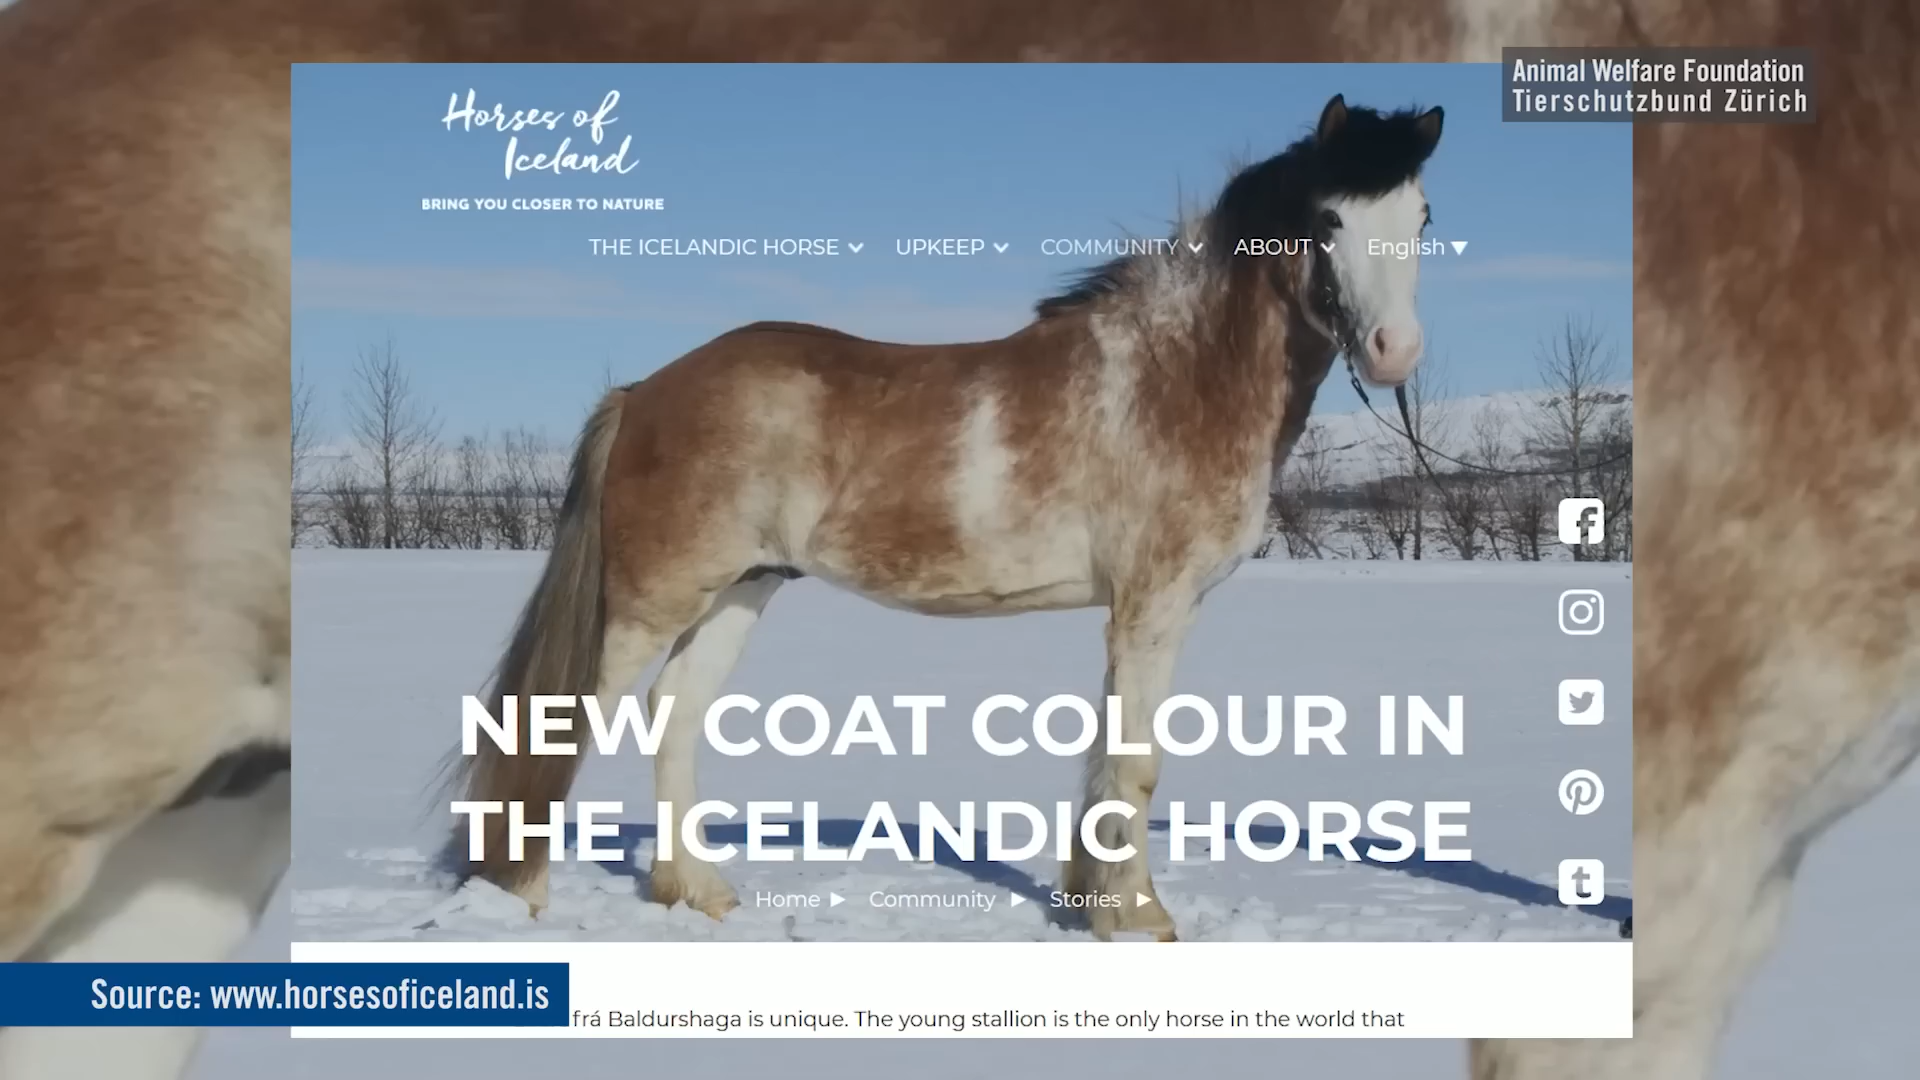 Animal Welfare Foundation
Tierschutzbund Zürich
Horses of
Iceland
BRING YOU CLOSER TO NATURE
THE ICELANDIC HORSE UPKEEP COMMUNITY ABOUT English
NEW COAT COLOUR IN
THE ICELANDIC HORSE
Home Community Stories
Source: www.horsesoficeland.is
frá Baldurshaga is unique. The young stallion is the only horse in the world that